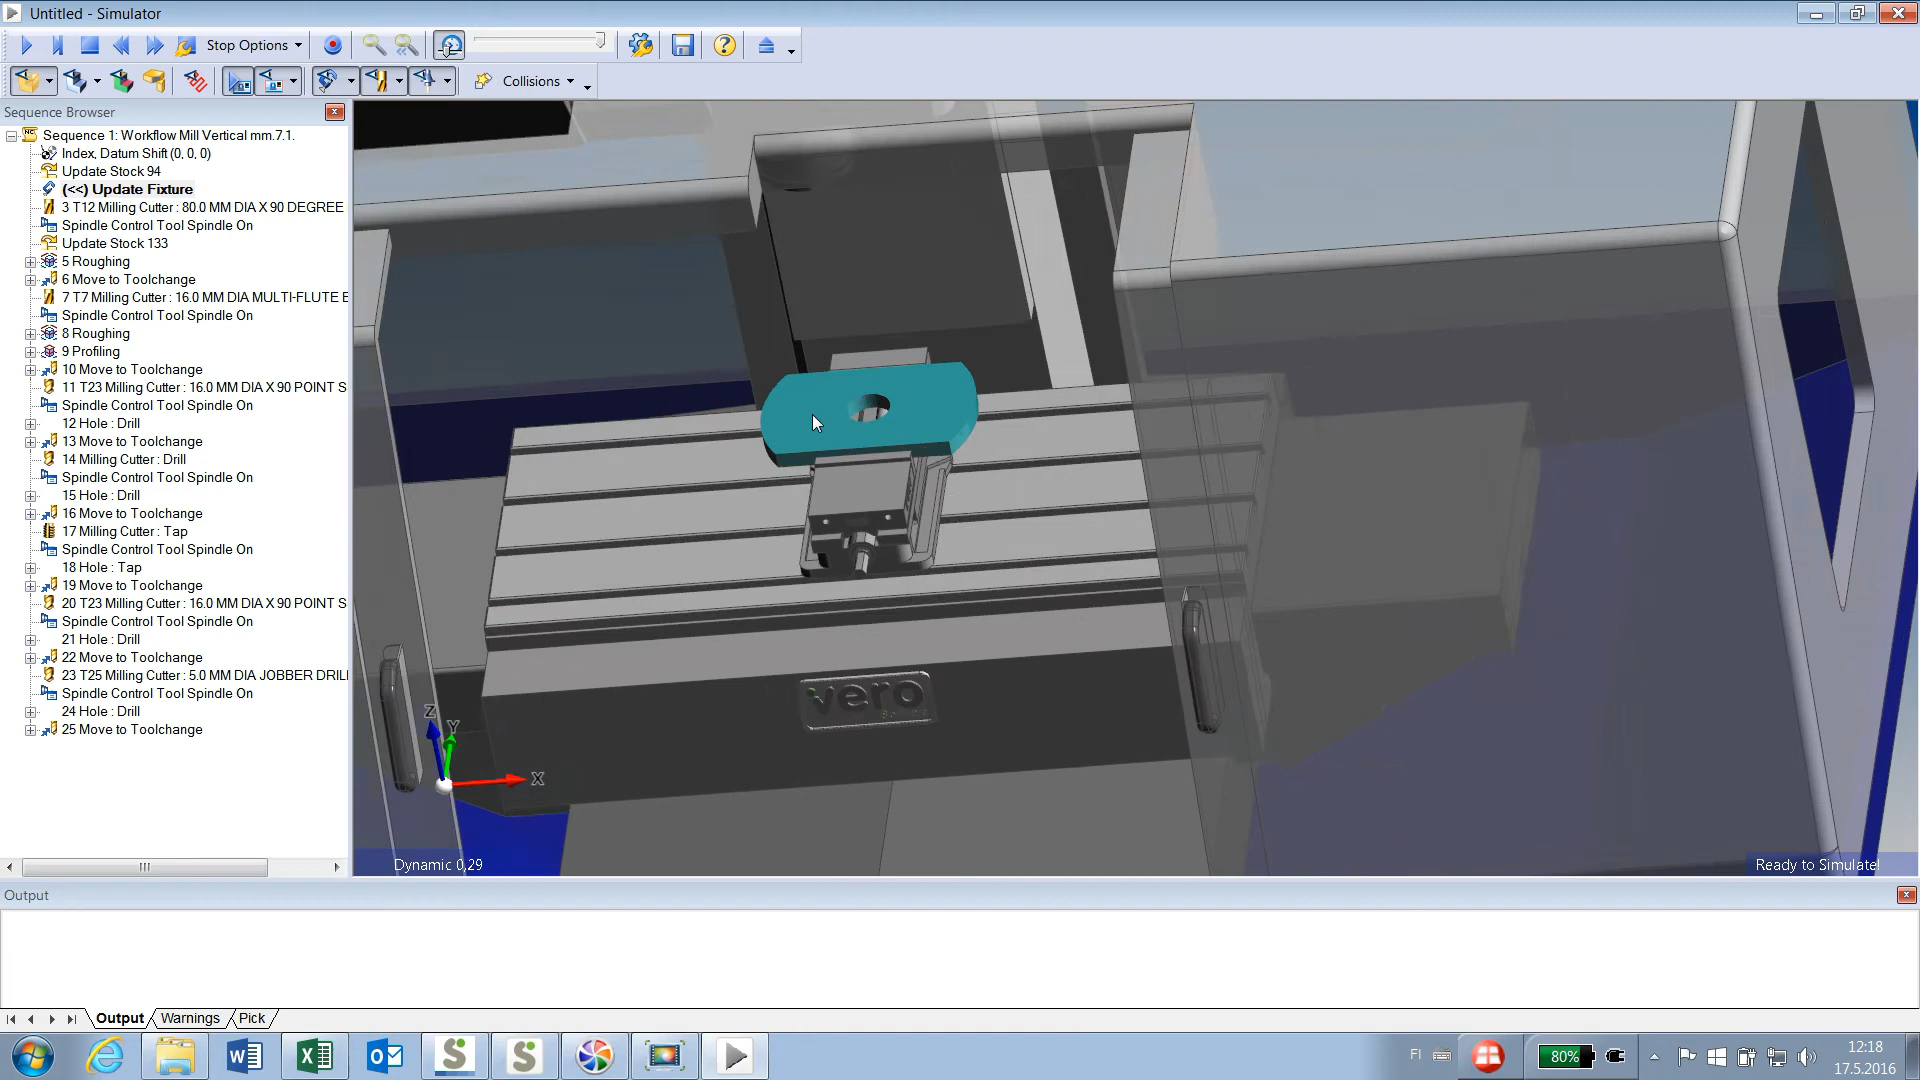 Untitled - Simulator
Stop Options
Collisions
Sequence Browser
Sequence 1: Workflow Mill Vertical mm.7.1.
Index, Datum Shift (0, 0, 0)
Update Stock 94
(<<) Update Fixture
3 T12 Milling Cutter : 80.0 MM DIA X 90 DEGREE
Spindle Control Tool Spindle On
Update Stock 133
5 Roughing
6 Move to Toolchange
7 T7 Milling Cutter : 16.0 MM DIA MULTI-FLUTE E
Spindle Control Tool Spindle On
8 Roughing
9 Profiling
10 Move to Toolchange
11 T23 Milling Cutter : 16.0 MM DIA X 90 POINT S
Spindle Control Tool Spindle On
12 Hole : Drill
13 Move to Toolchange
14 Milling Cutter : Drill
Spindle Control Tool Spindle On
15 Hole : Drill
16 Move to Toolchange
17 Milling Cutter : Tap
Spindle Control Tool Spindle On
18 Hole : Tap
19 Move to Toolchange
20 T23 Milling Cutter : 16.0 MM DIA X 90 POINT S
Spindle Control Tool Spindle On
21 Hole : Drill
22 Move to Toolchange
23 T25 Milling Cutter : 5.0 MM DIA JOBBER DRIL
Spindle Control Tool Spindle On
24 Hole : Drill
25 Move to Toolchange
vero
Z
Y
X
Dynamic 0,29
Ready to Simulate!
Output
Output
Warnings
Pick
FI
80%
12:18
17.5.2016